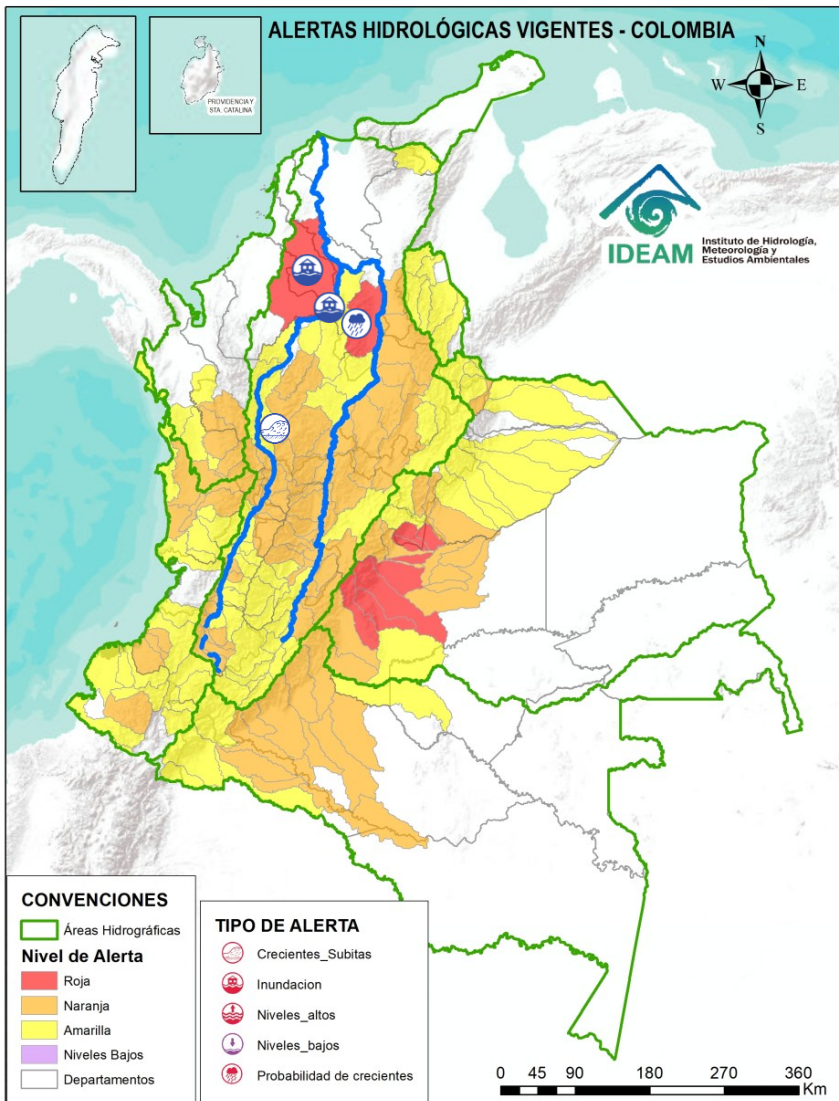 ALERTAS HIDROLÓGICAS VIGENTES - COLOMBIA
PROVIDENCIA Y
STA. CATALINA
N
W
E
S
IDEAM
Instituto de Hidrología,
Meteorología y
Estudios Ambientales
CONVENCIONES
Áreas Hidrográficas
Nivel de Alerta
Roja
Naranja
Amarilla
Niveles Bajos
Departamentos
TIPO DE ALERTA
Crecientes_Subitas
Inundacion
Niveles_altos
Niveles_bajos
Probabilidad de crecientes
0 45 90 180 270 360
Km